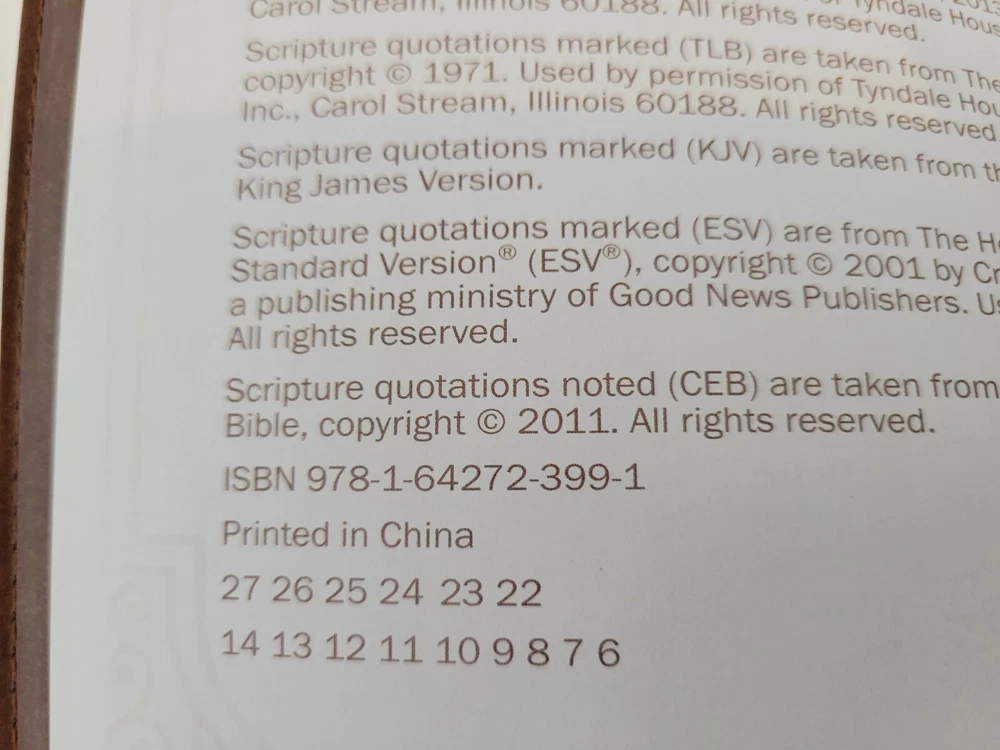 Carol Stream, Illinois 60188. All rights reserved. Tyndale Hous
Scripture quotations marked (TLB) are taken from The
copyright © 1971. Used by permission of Tyndale Hou
Inc., Carol Stream, Illinois 60188. All rights reserved
Scripture quotations marked (KJV) are taken from th
King James Version.
Scripture quotations marked (ESV) are from The Ho
Standard Version® (ESV®), copyright © 2001 by Cr
a publishing ministry of Good News Publishers. Us
All rights reserved.
Scripture quotations noted (CEB) are taken from
Bible, copyright © 2011. All rights reserved.
ISBN 978-1-64272-399-1
Printed in China
27 26 25 24 23 22
14 13 12 11 10 9 8 7 6